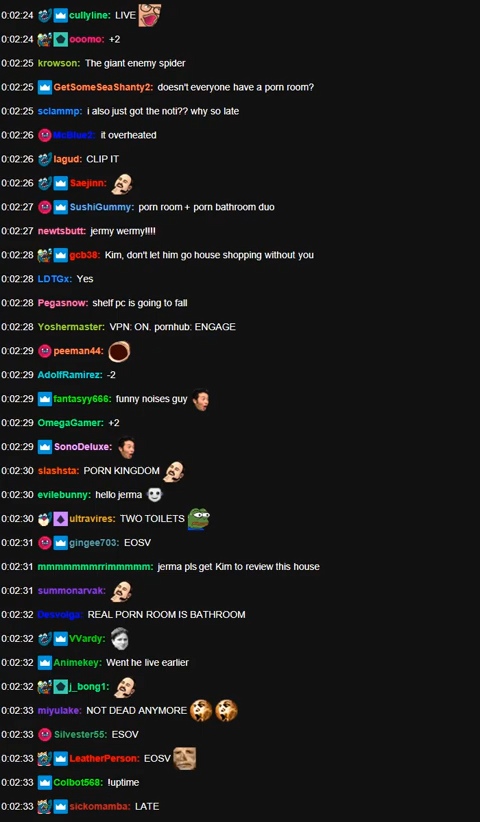 0:02:24 cullyline: LIVE
0:02:24 ooomo: +2
0:02:25 krowson: The giant enemy spider
0:02:25 GetSomeSeaShanty2: doesn't everyone have a porn room?
0:02:25 sclammp: i also just got the noti?? why so late
0:02:26 McBlue2: it overheated
0:02:26 lagud: CLIP IT
0:02:26 Saejinn:
0:02:27 SushiGummy: porn room + porn bathroom duo
0:02:27 newtsbutt: jermy wermy!!!!
0:02:28 gcb38: Kim, don't let him go house shopping without you
0:02:28 LDTGx: Yes
0:02:28 Pegasnow: shelf pc is going to fall
0:02:28 Yoshermaster: VPN: ON. pornhub: ENGAGE
0:02:29 peeman44:
0:02:29 AdolfRamirez: -2
0:02:29 fantasyy666: funny noises guy
0:02:29 OmegaGamer: +2
0:02:29 SonoDeluxe:
0:02:30 slashsta: PORN KINGDOM
0:02:30 evilebunny: hello jerma
0:02:30 ultravires: TWO TOILETS
0:02:31 gingee703: EOSV
0:02:31 mmmmmmmrrimmmmm: jerma pls get Kim to review this house
0:02:31 summonarvak:
0:02:32 Desvolga: REAL PORN ROOM IS BATHROOM
0:02:32 VVardy:
0:02:32 Animekey: Went he live earlier
0:02:32 j_bong1:
0:02:33 miyulake: NOT DEAD ANYMORE
0:02:33 Silvester55: ESOV
0:02:33 LeatherPerson: EOSV
0:02:33 Colbot568: !uptime
0:02:33 sickomamba: LATE